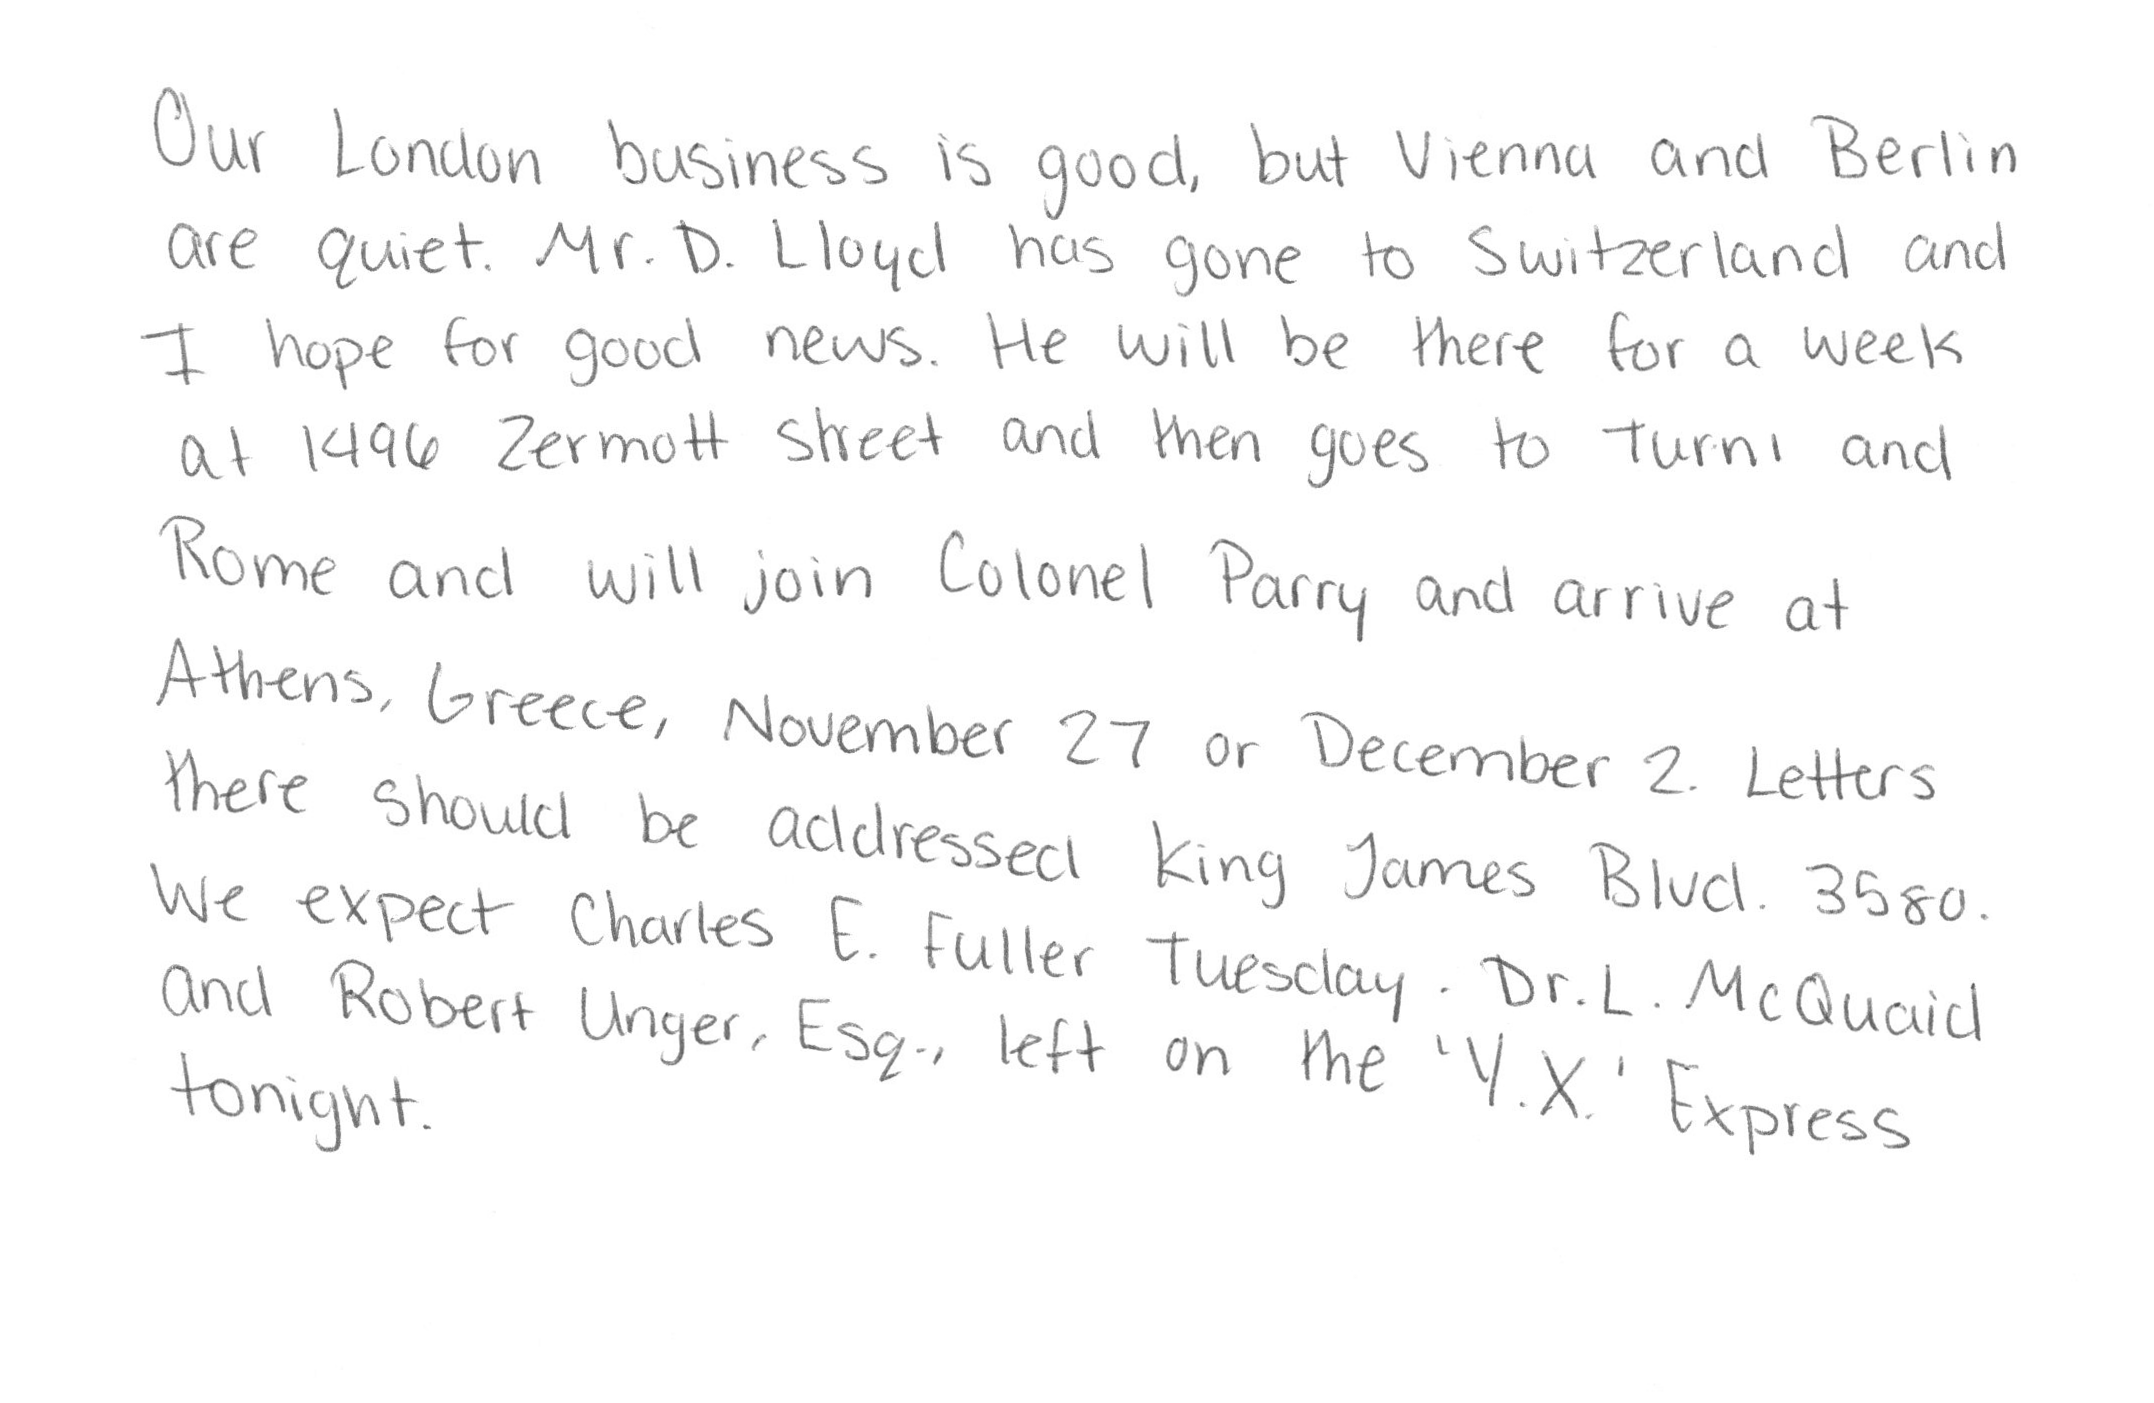 Our London business is good, but Vienna and Berlin
are quiet. Mr. D. Lloyd has gone to Switzerland and
I hope for good news. He will be there for a week
at 1496 Zermott street and then goes to Turni and
Rome and will join Colonel Parry and arrive at
Athens, Greece, November 27 or December 2. Letters
there should be addressed King James Blvd. 3580.
We expect Charles E. Fuller Tuesday. Dr. L. McQuaid
and Robert Unger, Esq., left on the 'Y.X.' Express
tonight.